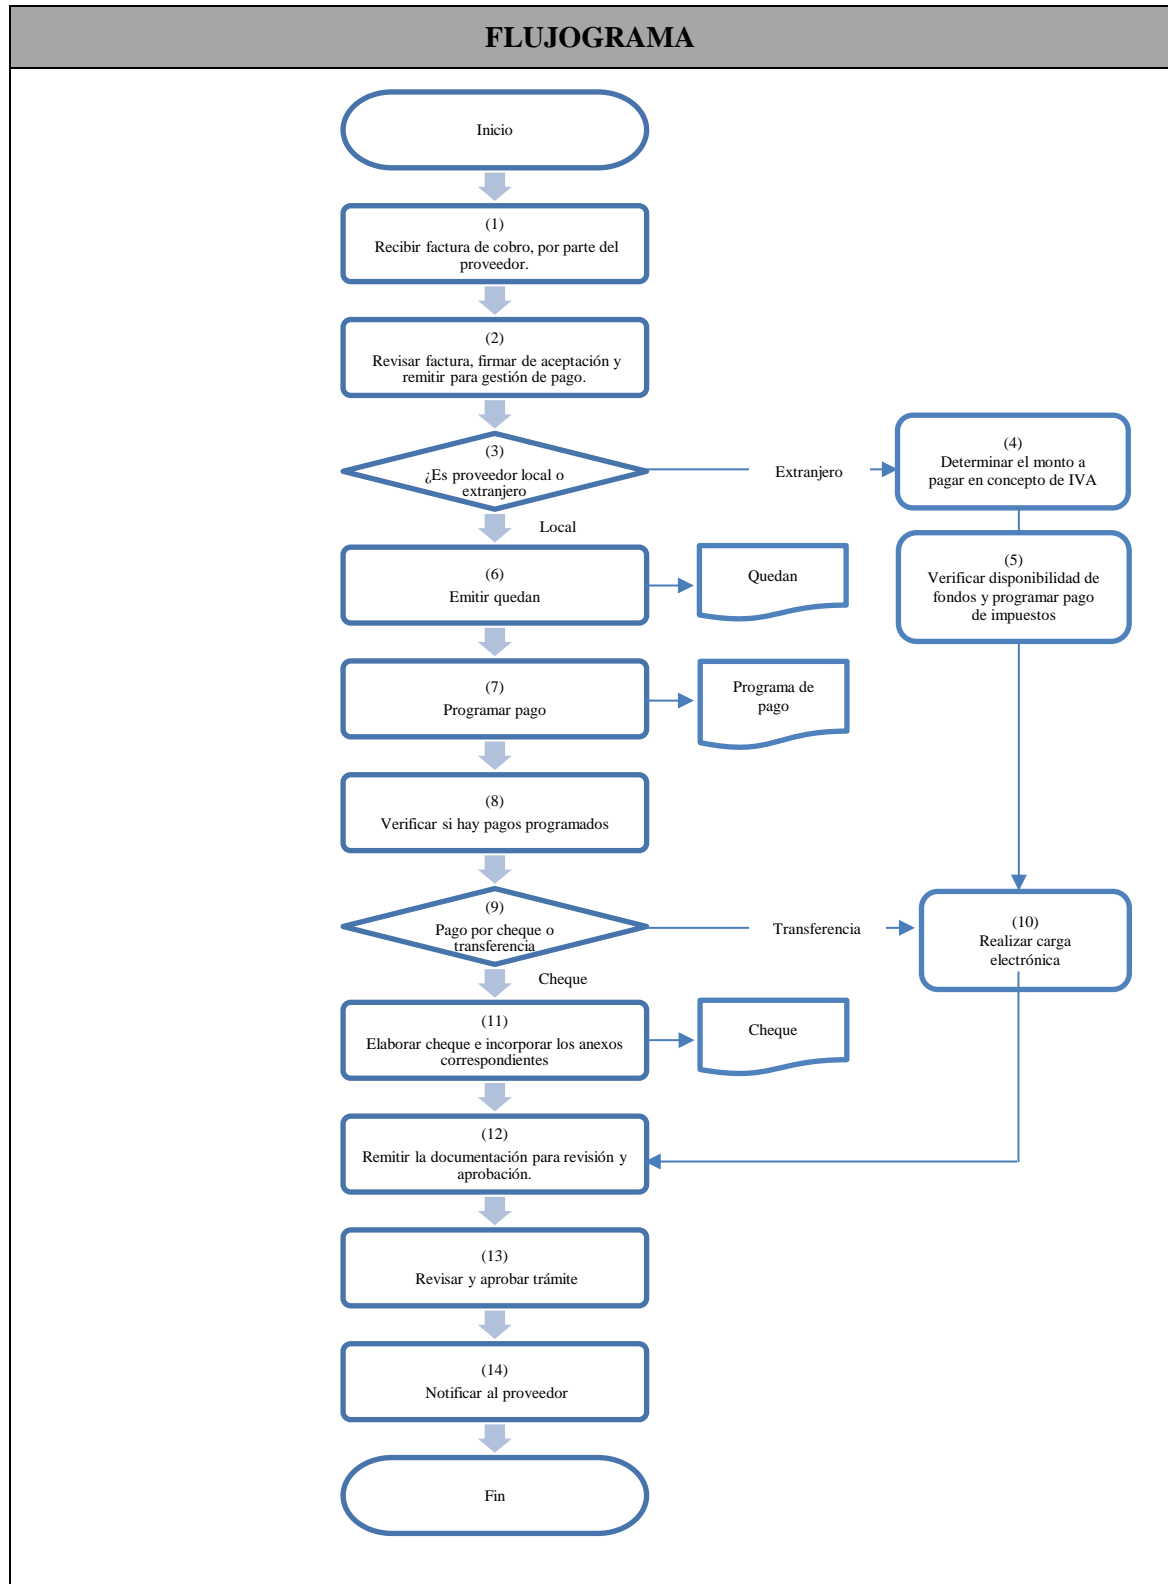 FLUJOGRAMA
Inicio
(1)
Recibir factura de cobro, por parte del
proveedor.
(2)
Revisar factura, firmar de aceptación y
remitir para gestión de pago.
(3)
¿Es proveedor local o
extranjero
Extranjero
(4)
Determinar el monto a
pagar en concepto de IVA
Local
(5)
Verificar disponibilidad de
fondos y programar pago
de impuestos
(6)
Emitir quedan
Quedan
(7)
Programar pago
Programa de
pago
(8)
Verificar si hay pagos programados
(9)
Pago por cheque o
transferencia
Transferencia
(10)
Realizar carga
electrónica
Cheque
(11)
Elaborar cheque e incorporar los anexos
correspondientes
Cheque
(12)
Remitir la documentación para revisión y
aprobación.
(13)
Revisar y aprobar trámite
(14)
Notificar al proveedor
Fin